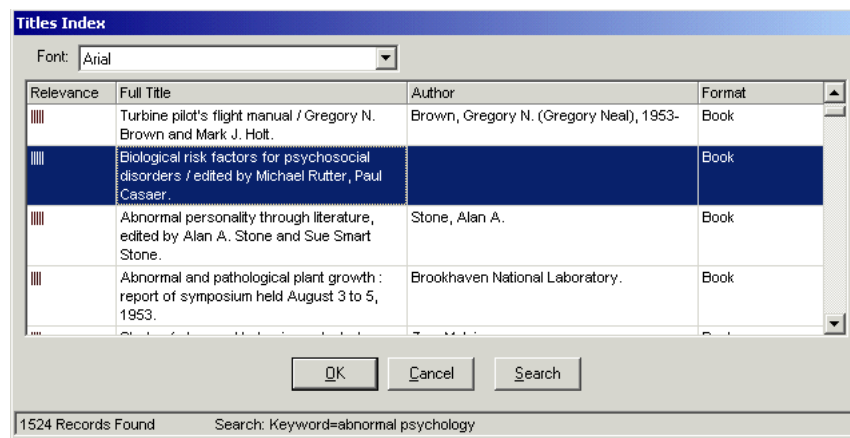 Titles Index
Font: Arial
Relevance Full Title Author Format
Turbine pilot's flight manual / Gregory N. Brown, Gregory N. (Gregory Neal), 1953- Book
Brown and Mark J. Holt.
Biological risk factors for psychosocial Book
disorders / edited by Michael Rutter, Paul
Casaer.
Abnormal personality through literature, Stone, Alan A. Book
edited by Alan A. Stone and Sue Smart
Stone.
Abnormal and pathological plant growth : Brookhaven National Laboratory. Book
report of symposium held August 3 to 5,
1953.
OK Cancel Search
1524 Records Found Search: Keyword=abnormal psychology